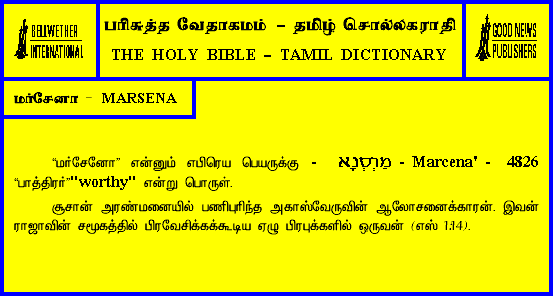 BELLWETHER
INTERNATIONAL
பரிசுத்த வேதாகமம் - தமிழ் சொல்லகராதி
THE HOLY BIBLE - TAMIL DICTIONARY
GOOD NEWS
PUBLISHERS
மர்சேனா - MARSENA
“மர்சேனோ” என்னும் எபிரெய பெயருக்கு - מַרְסְנָא - Marcena' - 4826
“பாத்திரர்”"worthy" என்று பொருள்.
சூசான் அரண்மனையில் பணிபுரிந்த அகாஸ்வேருவின் ஆலோசனைக்காரன். இவன்
ராஜாவின் சமூகத்தில் பிரவேசிக்கக்கூடிய ஏழு பிரபுக்களில் ஒருவன் (எஸ் 1:14).